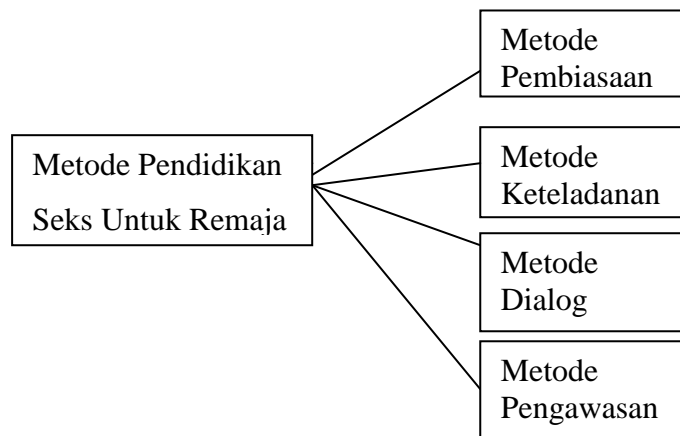 Metode Pendidikan
Seks Untuk Remaja
Metode
Pembiasaan
Metode
Keteladanan
Metode
Dialog
Metode
Pengawasan